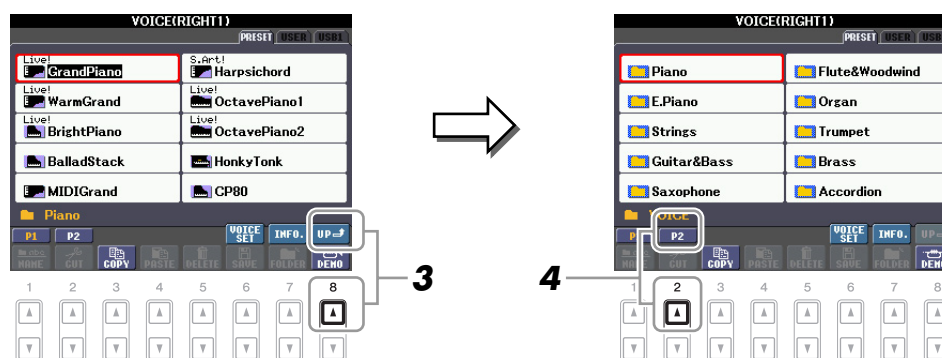 VOICE(RIGHT1)
PRESET USER USB1
Live!
GrandPiano
S.Art!
Harpsichord
Live!
WarmGrand
Live!
OctavePiano1
Live!
BrightPiano
Live!
OctavePiano2
BalladStack
HonkyTonk
MIDIGrand
CP80
Piano
P1 P2 VOICE SET INFO. UP
NAME CUT COPY PASTE DELETE SAVE FOLDER DEMO
1 2 3 4 5 6 7 8
3
VOICE(RIGHT1)
PRESET USER
Piano
Flute&Woodwind
E.Piano
Organ
Strings
Trumpet
Guitar&Bass
Brass
Saxophone
Accordion
VOICE
P2 VOICE SET INFO. UP
NAME CUT COPY PASTE DELETE SAVE FOLDER DEMO
4
1 2 3 4 5 6 7 8